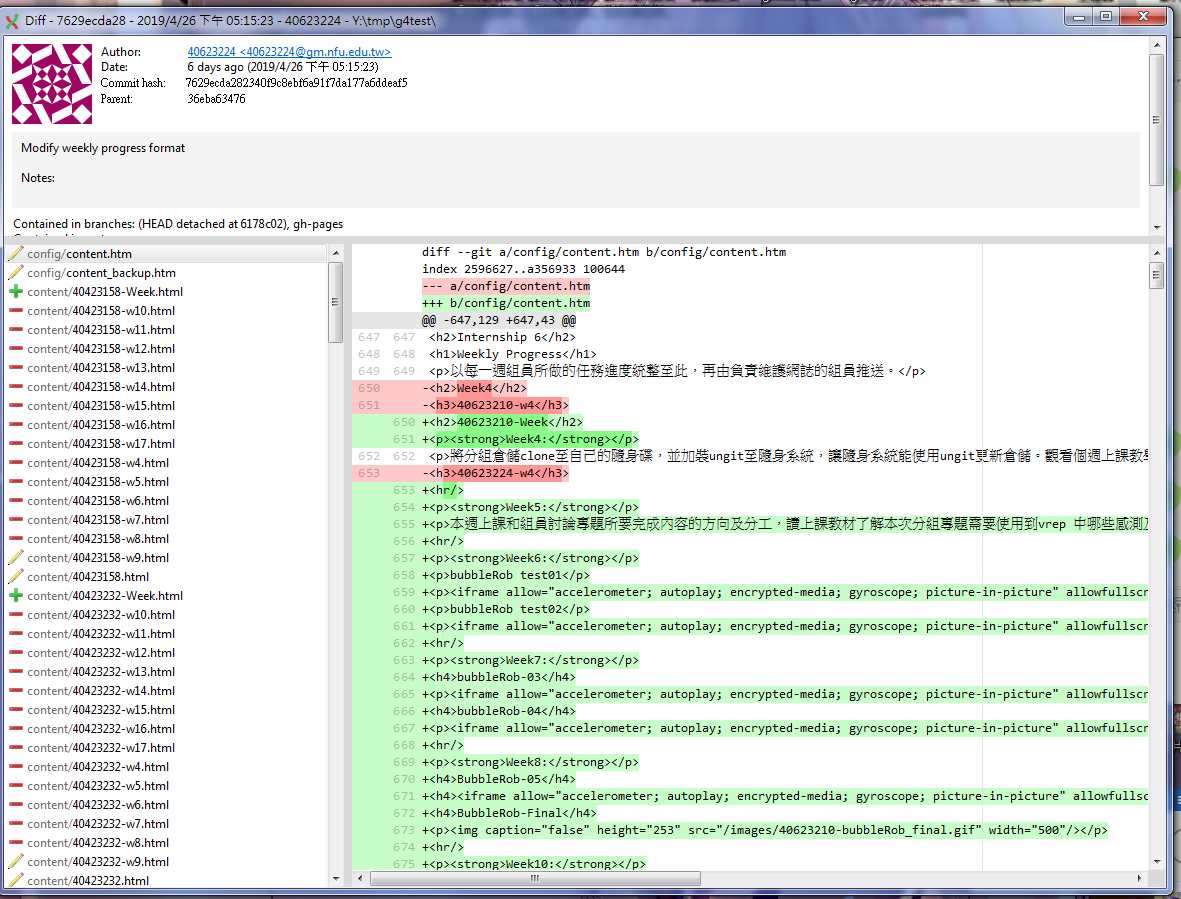 Diff - 7629ecda28 - 2019/4/26 下午 05:15:23 - 40623224 - Y:\tmp\g4test\
Author: 40623224 <40623224@gm.nfu.edu.tw>
Date: 6 days ago (2019/4/26 下午 05:15:23)
Commit hash: 7629ecda282340f9c8ebf6a91f7da177a6ddeaf5
Parent: 36eba63476
Modify weekly progress format
Notes:
Contained in branches: (HEAD detached at 6178c02), gh-pages
config/content.htm
config/content_backup.htm
content/40423158-Week.html
content/40423158-w10.html
content/40423158-w11.html
content/40423158-w12.html
content/40423158-w13.html
content/40423158-w14.html
content/40423158-w15.html
content/40423158-w16.html
content/40423158-w17.html
content/40423158-w4.html
content/40423158-w5.html
content/40423158-w6.html
content/40423158-w7.html
content/40423158-w8.html
content/40423158-w9.html
content/40423158.html
content/40423232-Week.html
content/40423232-w10.html
content/40423232-w11.html
content/40423232-w12.html
content/40423232-w13.html
content/40423232-w14.html
content/40423232-w15.html
content/40423232-w16.html
content/40423232-w17.html
content/40423232-w4.html
content/40423232-w5.html
content/40423232-w6.html
content/40423232-w7.html
content/40423232-w8.html
content/40423232-w9.html
content/40423232.html
diff --git a/config/content.htm b/config/content.htm
index 2596627..a356933 100644
--- a/config/content.htm
+++ b/config/content.htm
@@ -647,129 +647,43 @@
647 647 <h2>Internship 6</h2>
648 648 <h1>Weekly Progress</h1>
649 649 <p>以每一週組員所做的任務進度統整至此，再由負責維護網誌的組員推送。</p>
650 -<h2>Week4</h2>
651 -<h3>40623210-w4</h3>
650 +<h2>40623210-Week</h2>
651 +<p><strong>Week4:</strong></p>
652 652 <p>將分組倉儲clone至自己的隨身碟，並加裝ungit至隨身系統，讓隨身系統能使用ungit更新倉儲。觀看個週上課教
653 -<h3>40623224-w4</h3>
653 +<hr/>
654 +<p><strong>Week5:</strong></p>
655 +<p>本週上課和組員討論專題所要完成內容的方向及分工，讀上課教材了解本次分組專題需要使用到vrep 中哪些感測
656 +<hr/>
657 +<p><strong>Week6:</strong></p>
658 +<p>bubbleRob test01</p>
659 +<p><iframe allow="accelerometer; autoplay; encrypted-media; gyroscope; picture-in-picture" allowfullscr
660 +<p>bubbleRob test02</p>
661 +<p><iframe allow="accelerometer; autoplay; encrypted-media; gyroscope; picture-in-picture" allowfullscr
662 +<hr/>
663 +<p><strong>Week7:</strong></p>
664 +<h4>bubbleRob-03</h4>
665 +<p><iframe allow="accelerometer; autoplay; encrypted-media; gyroscope; picture-in-picture" allowfullscr
666 +<h4>bubbleRob-04</h4>
667 +<p><iframe allow="accelerometer; autoplay; encrypted-media; gyroscope; picture-in-picture" allowfullscr
668 +<hr/>
669 +<p><strong>Week8:</strong></p>
670 +<h4>BubbleRob-05</h4>
671 +<h4><iframe allow="accelerometer; autoplay; encrypted-media; gyroscope; picture-in-picture" allowfullsc
672 +<h4>BubbleRob-Final</h4>
673 +<p><img caption="false" height="253" src="/images/40623210-bubbleRob_final.gif" width="500"/></p>
674 +<hr/>
675 +<p><strong>Week10:</strong></p>